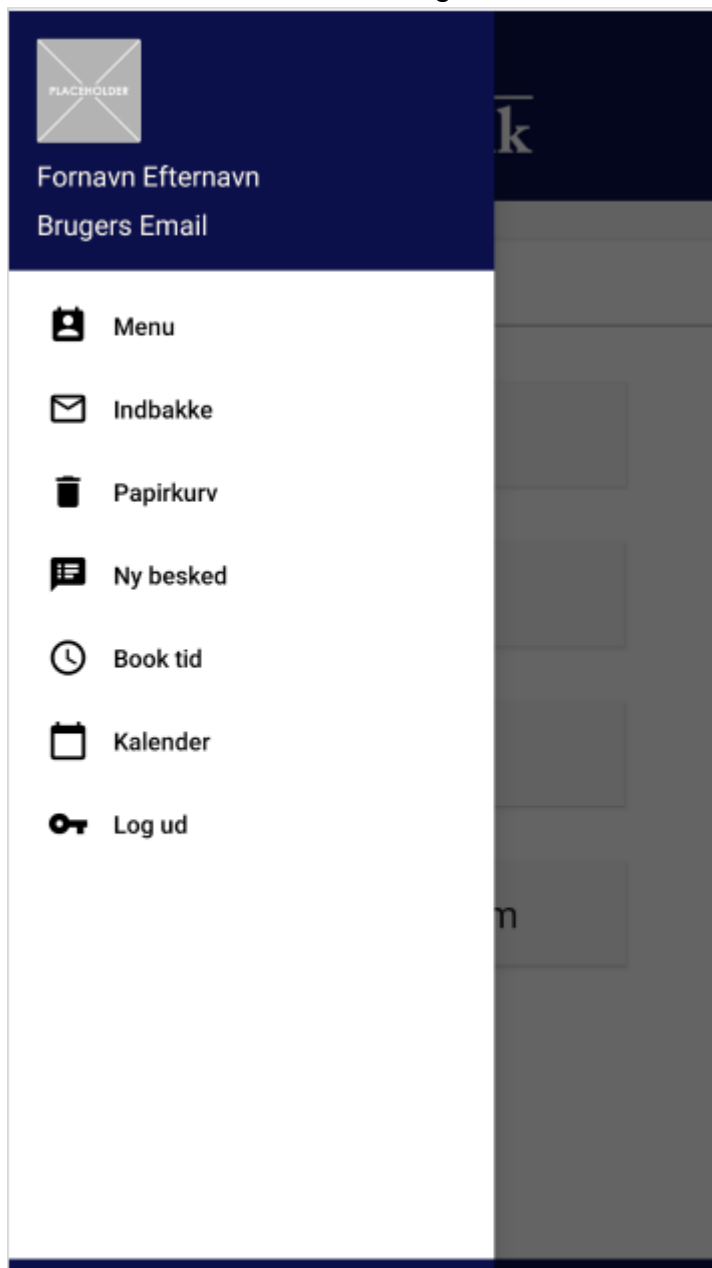 PLACEHOLDER
k
Fornavn Efternavn
Brugers Email
Menu
Indbakke
Papirkurv
Ny besked
Book tid
Kalender
Log ud
m